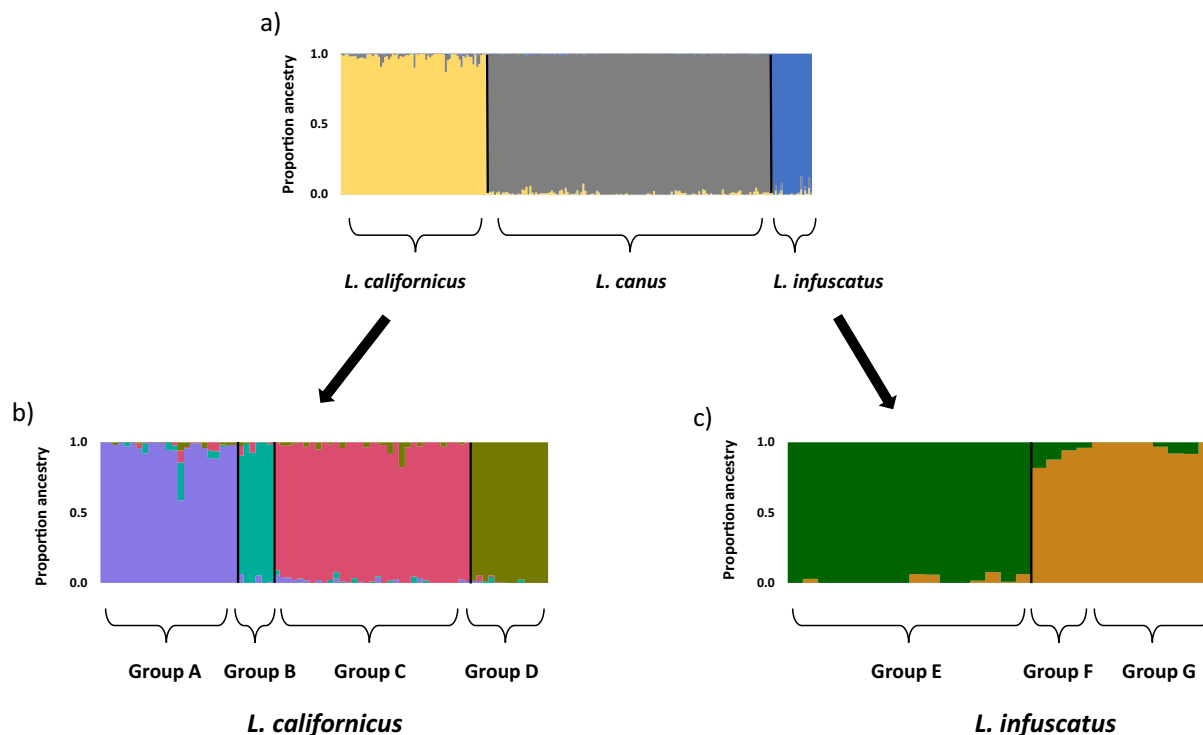 a)
Proportion ancestry
1.0
0.5
0.0
L. californicus L. canus L. infuscatus
b)
Proportion ancestry
1.0
0.5
0.0
Group A Group B Group C Group D
L. californicus
c)
Proportion ancestry
1.0
0.5
0.0
Group E Group F Group G
L. infuscatus